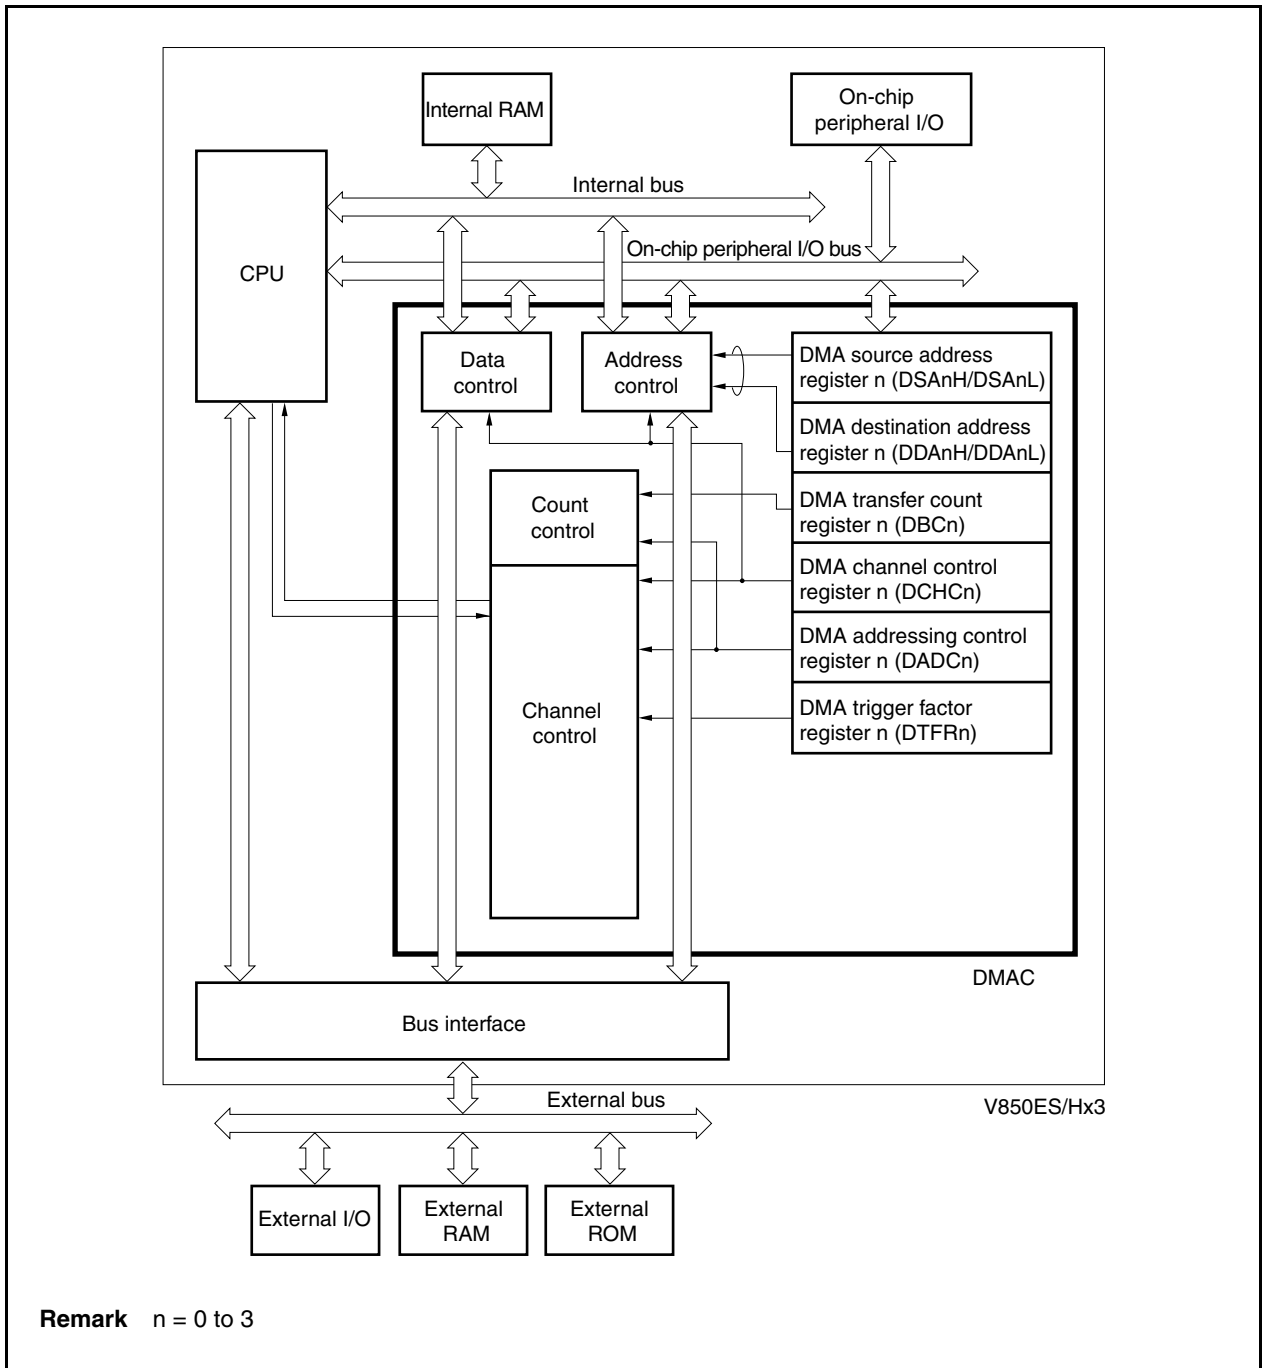 Internal RAM
On-chip
peripheral I/O
Internal bus
On-chip peripheral I/O bus
CPU
Data
control
Address
control
DMA source address
register n (DSAnH/DSAnL)
DMA destination address
register n (DDAnH/DDAnL)
DMA transfer count
register n (DBCn)
DMA channel control
register n (DCHCn)
DMA addressing control
register n (DADCn)
DMA trigger factor
register n (DTFRn)
Count
control
Channel
control
DMAC
Bus interface
V850ES/Hx3
External bus
External I/O
External
RAM
External
ROM
Remark n = 0 to 3